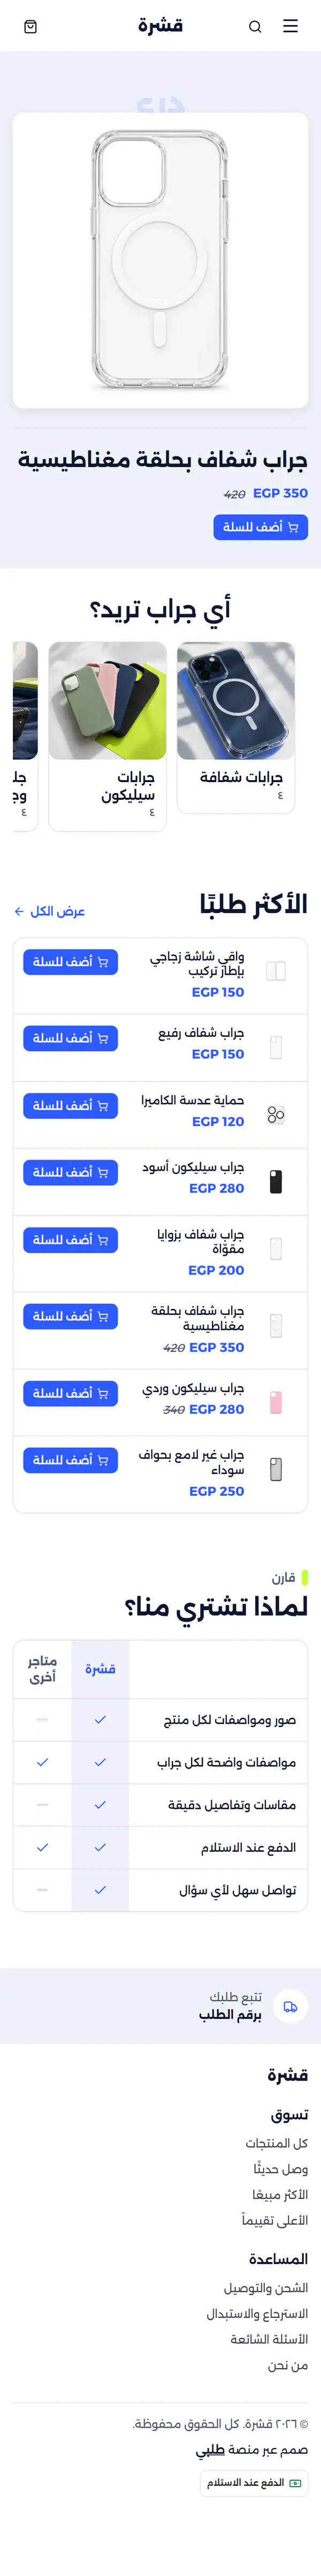 قشرة
جراب شفاف بحلقة مغناطيسية
EGP 350 420
أضف للسلة
أي جراب تريد؟
جرابات شفافة
٤
جرابات
سيليكون
٤
٤
الأكثر طلبًا
عرض الكل
واقي شاشة زجاجي
بإطار تركيب
EGP 150
أضف للسلة
جراب شفاف رفيع
EGP 150
أضف للسلة
حماية عدسة الكاميرا
EGP 120
أضف للسلة
جراب سيليكون أسود
EGP 280
أضف للسلة
جراب شفاف بزوايا
مقوّاة
EGP 200
أضف للسلة
جراب شفاف بحلقة
مغناطيسية
EGP 350 420
أضف للسلة
جراب سيليكون وردي
EGP 280 340
أضف للسلة
جراب غير لامع بحواف
سوداء
EGP 250
أضف للسلة
قارن
لماذا تشتري منا؟
قشرة
متاجر
أخرى
صور ومواصفات لكل منتج
مواصفات واضحة لكل جراب
مقاسات وتفاصيل دقيقة
الدفع عند الاستلام
تواصل سهل لأي سؤال
تتبع طلبك
برقم الطلب
قشرة
تسوق
كل المنتجات
وصل حديثًا
الأكثر مبيعًا
الأعلى تقييماً
المساعدة
الشحن والتوصيل
الاسترجاع والاستبدال
الأسئلة الشائعة
من نحن
© ٢٠٢٦ قشرة. كل الحقوق محفوظة.
صمم عبر منصة طلبي
الدفع عند الاستلام